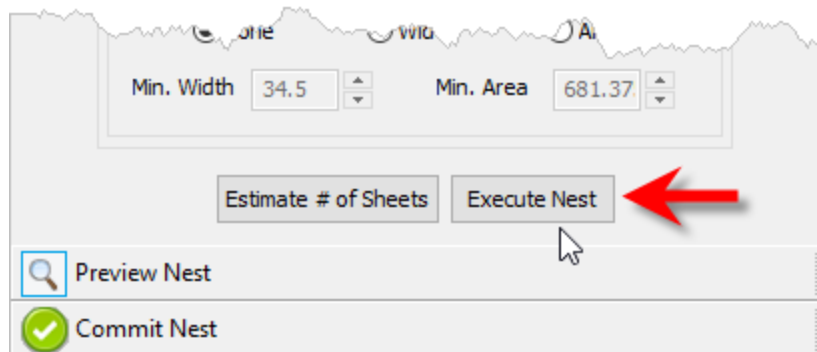 Min. Width 34.5 Min. Area 681.37
Estimate # of Sheets Execute Nest
Preview Nest
Commit Nest